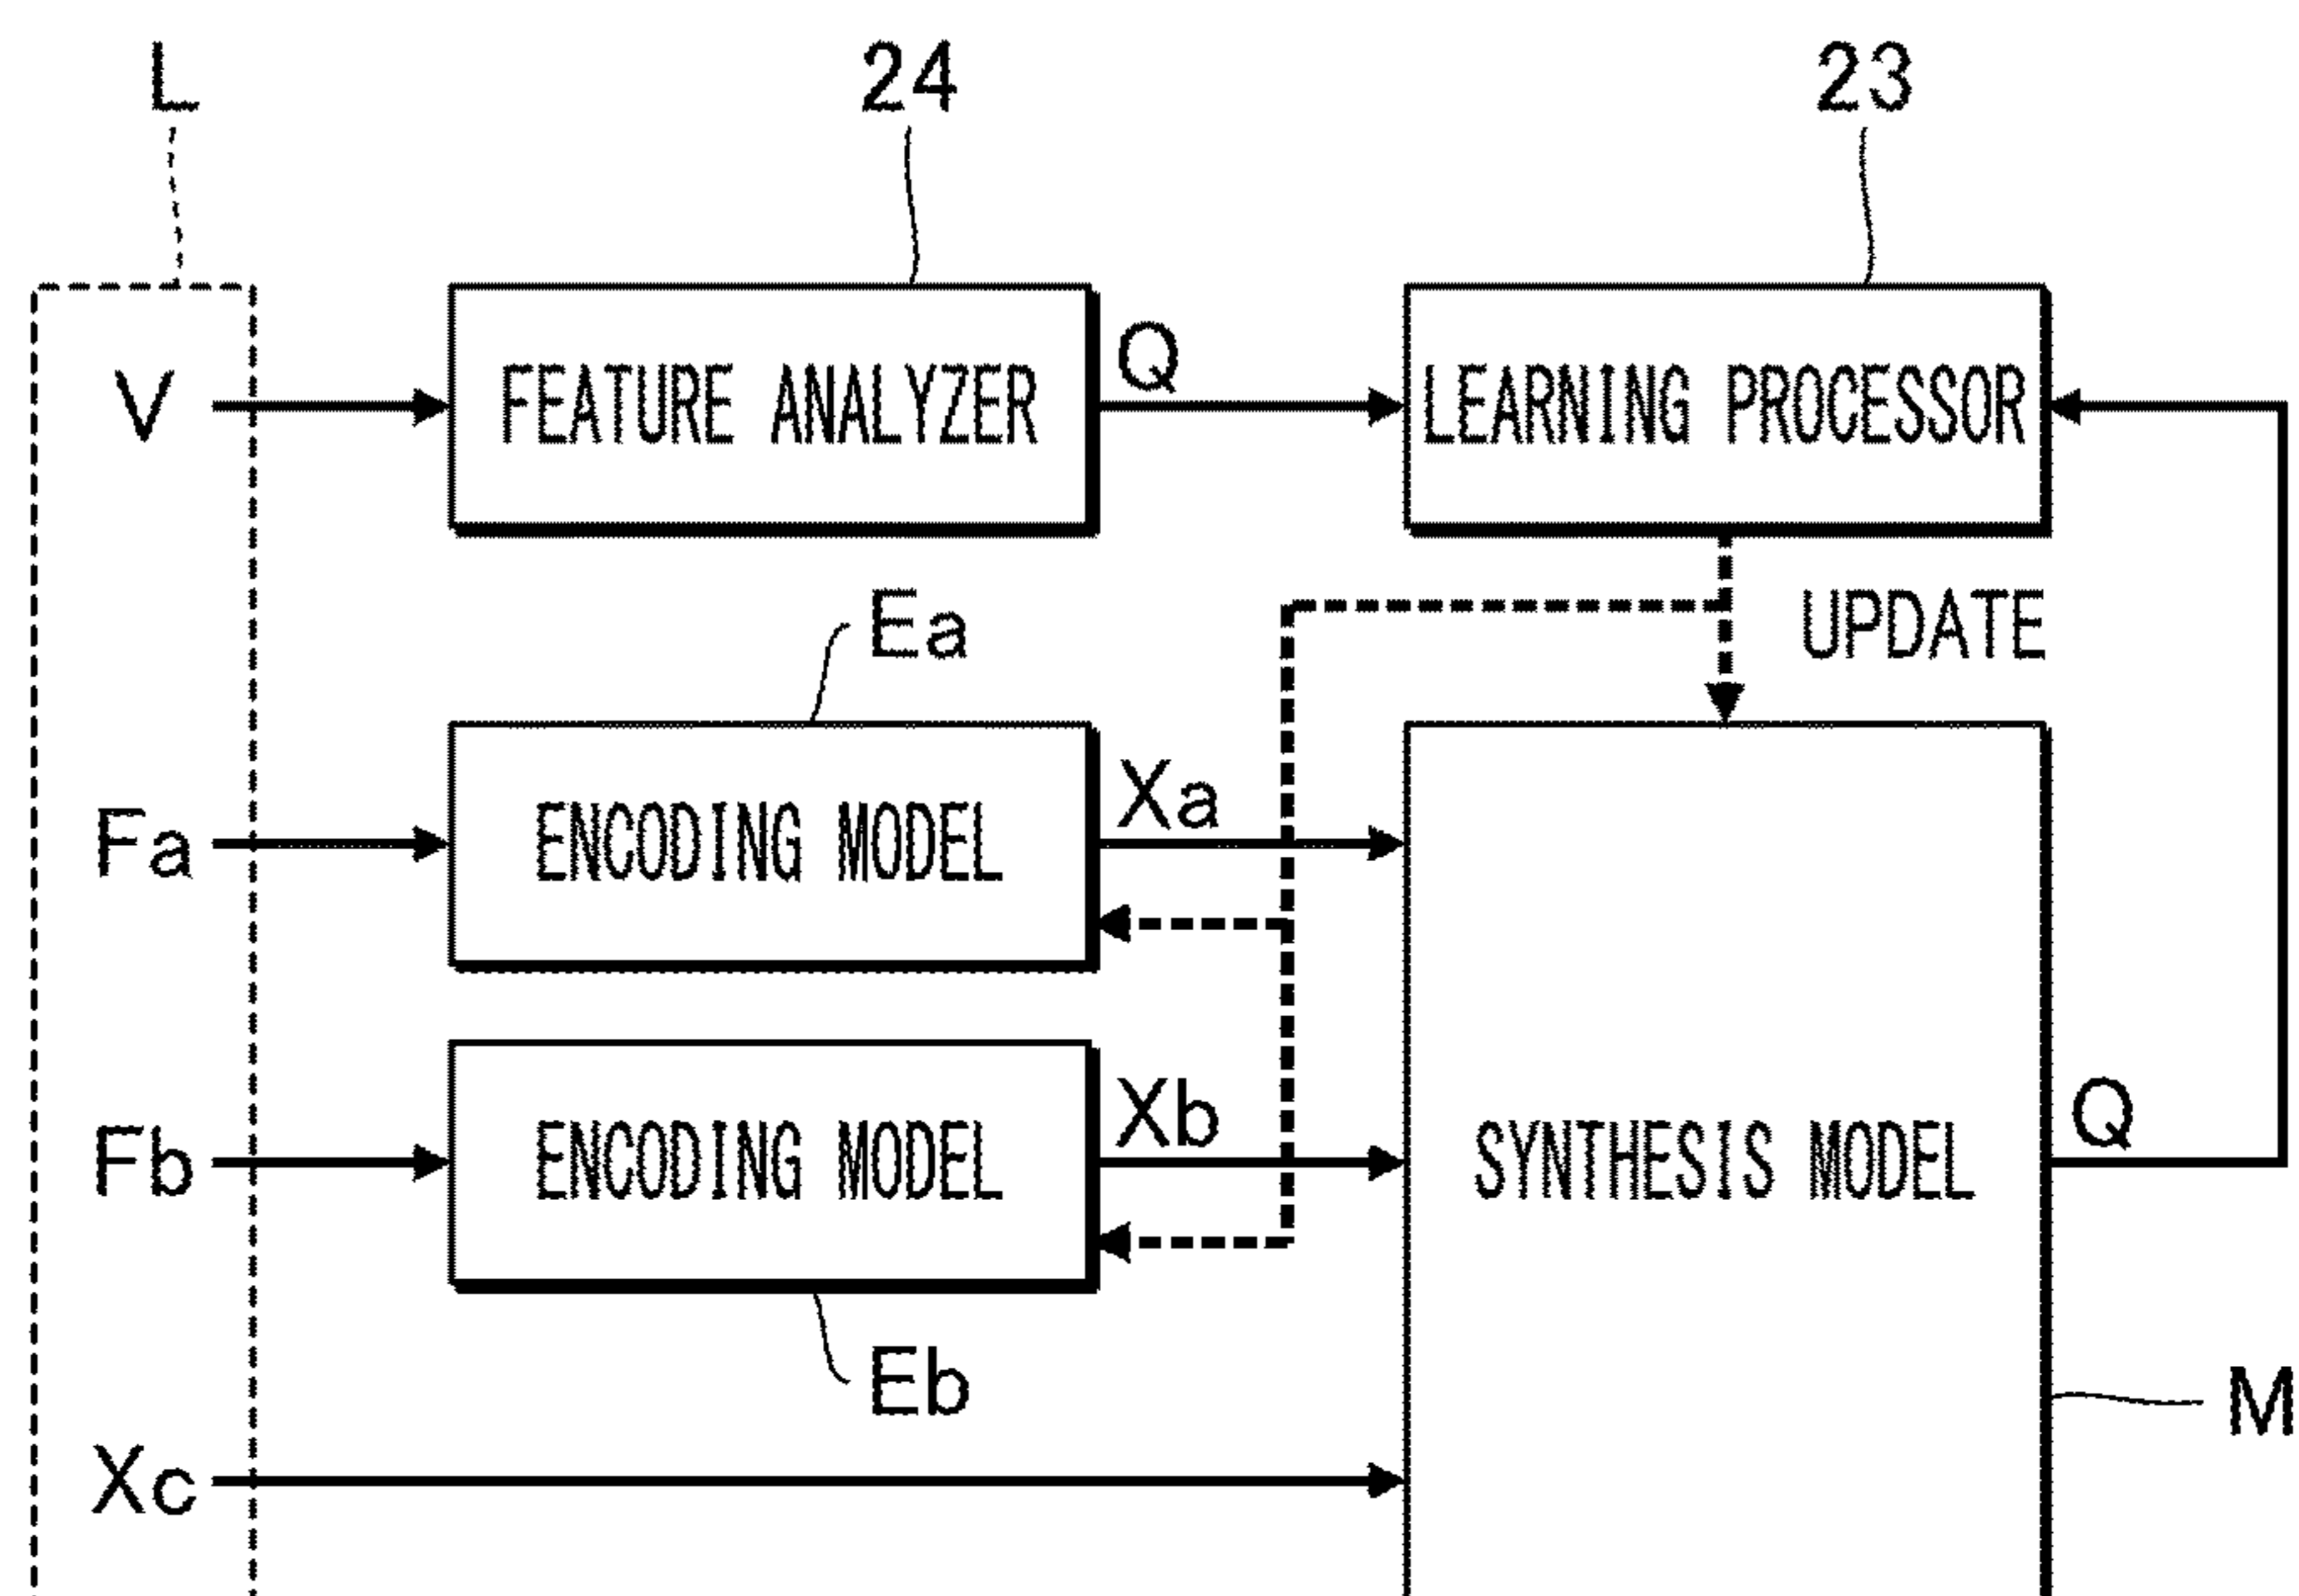 L
24
23
V
FEATURE ANALYZER
Q
LEARNING PROCESSOR
Ea
UPDATE
Fa
ENCODING MODEL
Xa
Fb
ENCODING MODEL
Xb
SYNTHESIS MODEL
Q
Eb
M
Xc